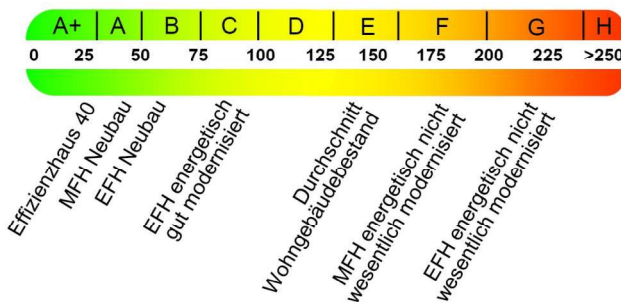 A+ A B C D E F G H
0 25 50 75 100 125 150 175 200 225 >250
Effizienzhaus 40
MFH Neubau
EFH Neubau
EFH energetisch
gut modernisiert
Durchschnitt
Wohngebäudebestand
MFH energetisch nicht
wesentlich modernisiert
EFH energetisch nicht
wesentlich modernisiert